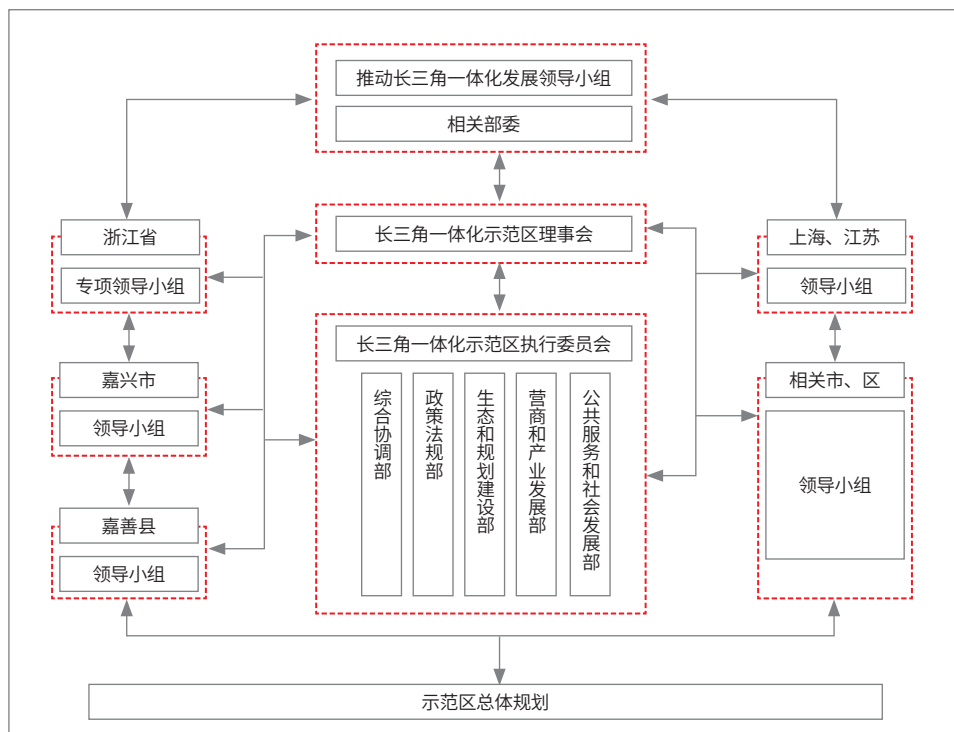 推动长三角一体化发展领导小组
相关部委
浙江省
专项领导小组
长三角一体化示范区理事会
上海、江苏
领导小组
长三角一体化示范区执行委员会
嘉兴市
领导小组
综合协调部
政策法规部
生态和规划建设部
营商和产业发展部
公共服务和社会发展部
相关市、区
领导小组
嘉善县
领导小组
示范区总体规划